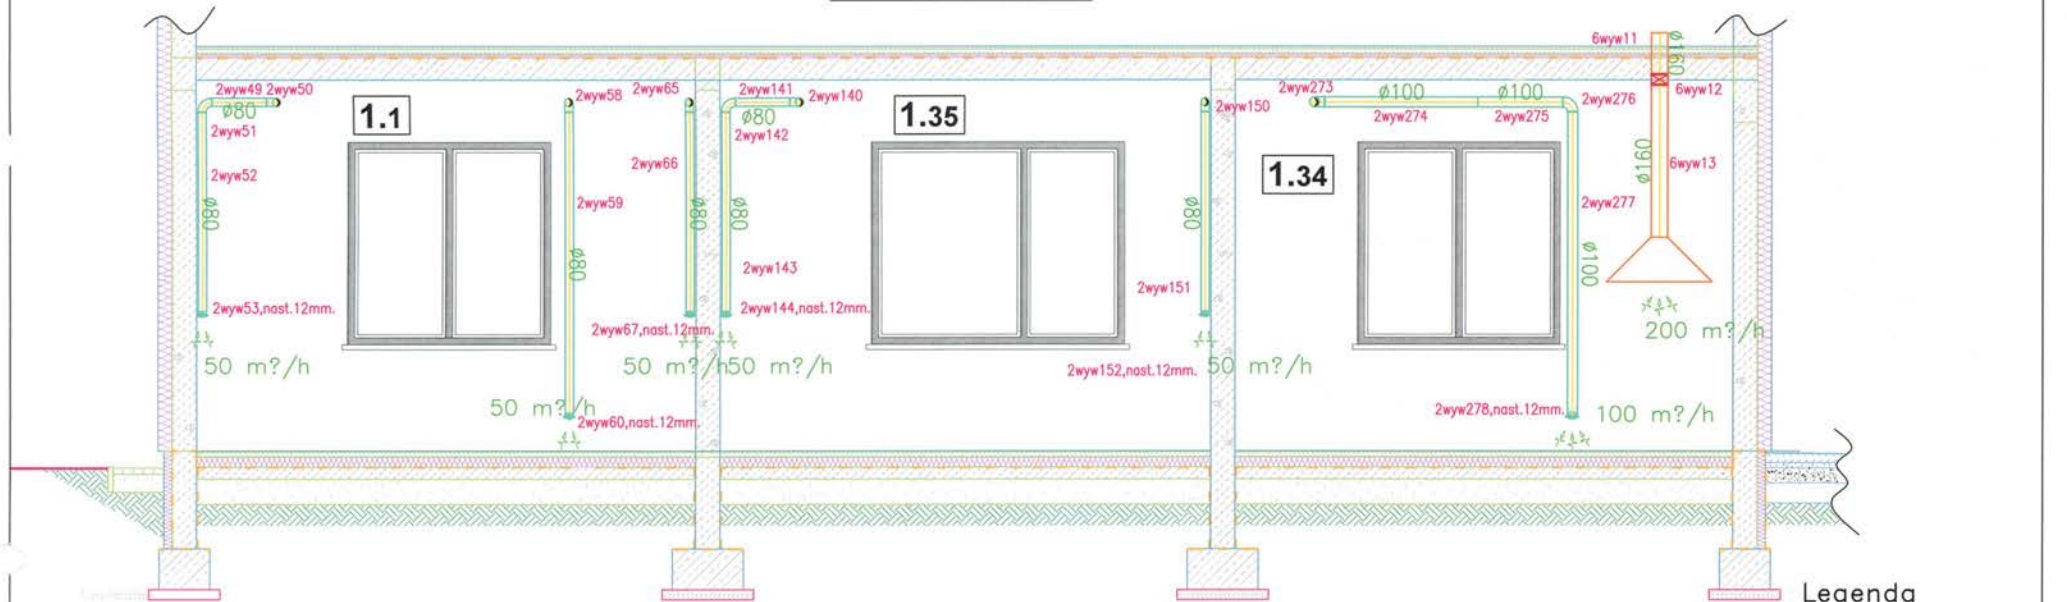 6wyw11
ø160
2wyw49 2wyw50
ø80
2wyw51
2wyw52
ø80
2wyw53,nast.12mm.
50 m?/h
1.1
2wyw58
2wyw59
ø80
50 m?/h
2wyw60,nast.12mm.
2wyw65
2wyw66
ø80
2wyw67,nast.12mm.
50 m?/h
2wyw141
2wyw140
ø80
2wyw142
ø80
2wyw143
2wyw144,nast.12mm.
50 m?/h
1.35
2wyw150
ø80
2wyw151
2wyw152,nast.12mm.
50 m?/h
1.34
2wyw273
ø100
ø100
2wyw274
2wyw275
2wyw276
2wyw277
ø100
2wyw278,nast.12mm.
100 m?/h
6wyw12
ø160
6wyw13
200 m?/h
Legenda